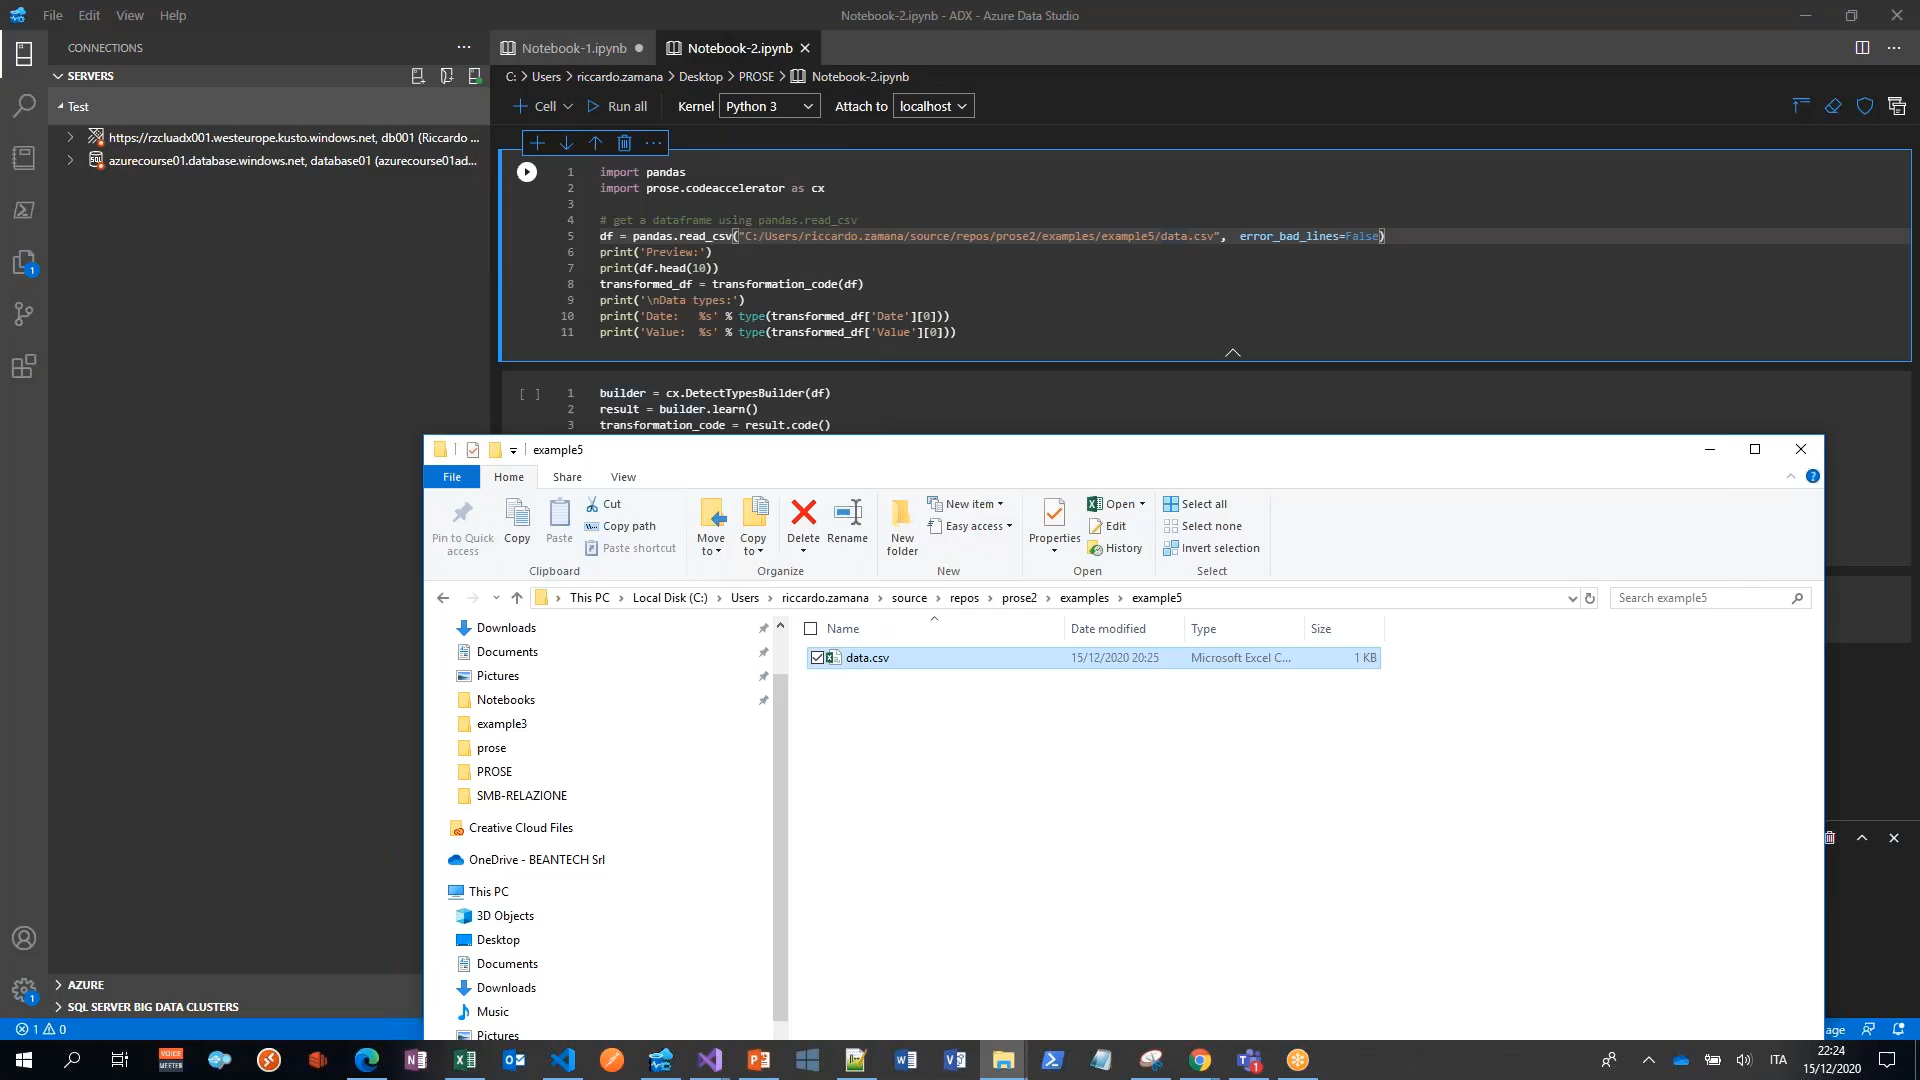 File Edit View Help
Notebook-2.ipynb - ADX - Azure Data Studio
CONNECTIONS
SERVERS
Test
https://rzcluadx001.westeurope.kusto.windows.net, db001 (Riccardo ...
azurecourse01.database.windows.net, database01 (azurecourse01ad...
AZURE
SQL SERVER BIG DATA CLUSTERS
1 0
Notebook-1.ipynb
Notebook-2.ipynb
C: > Users > riccardo.zamana > Desktop > PROSE > Notebook-2.ipynb
Cell Run all Kernel Python 3 Attach to localhost
1 import pandas
2 import prose.codeaccelerator as cx
3
4 # get a dataframe using pandas.read_csv
5 df = pandas.read_csv("C:/Users/riccardo.zamana/source/repos/prose2/examples/example5/data.csv", error_bad_lines=False)
6 print('Preview:')
7 print(df.head(10))
8 transformed_df = transformation_code(df)
9 print('\nData types:')
10 print('Date: %s' % type(transformed_df['Date'][0]))
11 print('Value: %s' % type(transformed_df['Value'][0]))
[ ] 1 builder = cx.DetectTypesBuilder(df)
2 result = builder.learn()
3 transformation_code = result.code()
example5
File Home Share View
Pin to Quick access
Copy
Paste
Cut
Copy path
Paste shortcut
Clipboard
Move to
Copy to
Delete
Rename
Organize
New folder
New item
Easy access
New
Properties
Open
Edit
History
Open
Select all
Select none
Invert selection
Select
This PC > Local Disk (C:) > Users > riccardo.zamana > source > repos > prose2 > examples > example5
Search example5
Downloads
Documents
Pictures
Notebooks
example3
prose
PROSE
SMB-RELAZIONE
Creative Cloud Files
OneDrive - BEANTECH Srl
This PC
3D Objects
Desktop
Documents
Downloads
Music
Pictures
Name Date modified Type Size
data.csv 15/12/2020 20:25 Microsoft Excel C... 1 KB
age
VOICE MEETER
ITA
22:24
15/12/2020